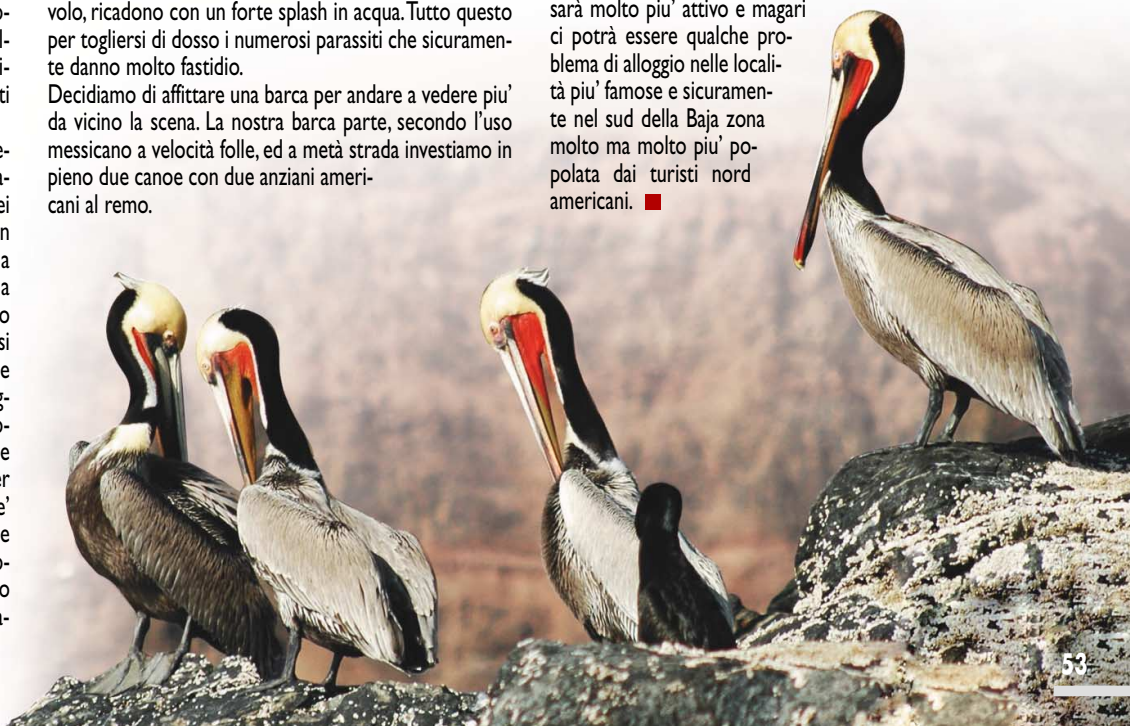 o-
l-
i-
ti
e-
a-
ei
n
a
a
o
si
e
g-
o-
e
er
e'
e
o-
o
a-
volo, ricadono con un forte splash in acqua. Tutto questo
per togliersi di dosso i numerosi parassiti che sicuramen-
te danno molto fastidio.
Decidiamo di affittare una barca per andare a vedere piu'
da vicino la scena. La nostra barca parte, secondo l'uso
messicano a velocità folle, ed a metà strada investiamo in
pieno due canoe con due anziani ameri-
cani al remo.
sarà molto piu' attivo e magari
ci potrà essere qualche pro-
blema di alloggio nelle locali-
tà piu' famose e sicuramen-
te nel sud della Baja zona
molto ma molto piu' po-
polata dai turisti nord
americani.
53